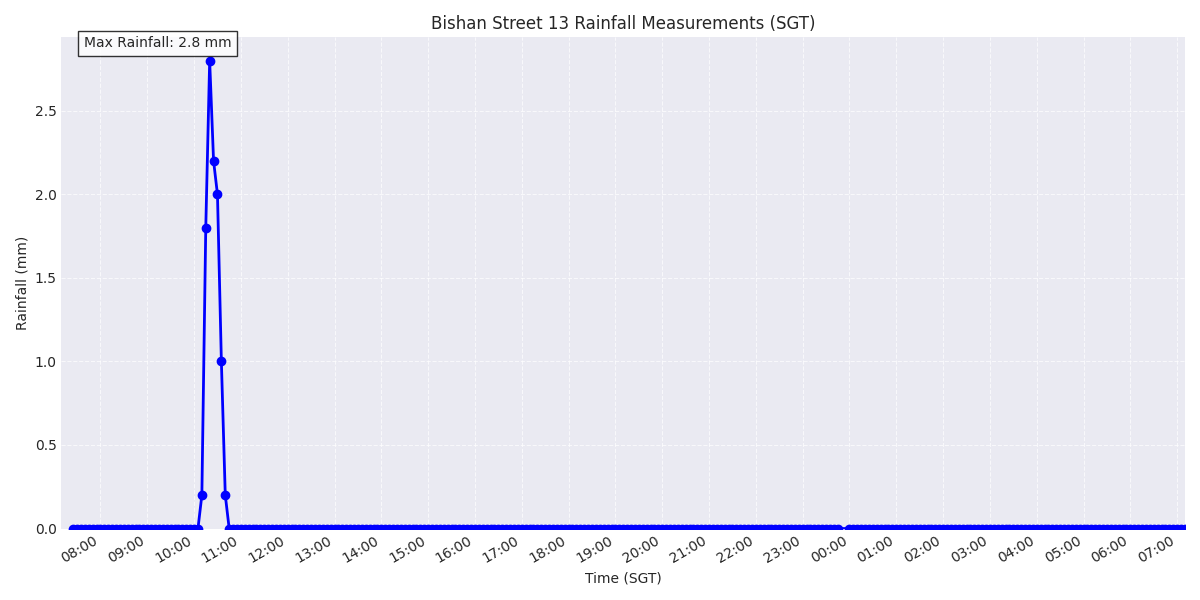 Bishan Street 13 Rainfall Measurements (SGT)
Max Rainfall: 2.8 mm
Rainfall (mm)
2.5
2.0
1.5
1.0
0.5
0.0
08:00 09:00 10:00 11:00 12:00 13:00 14:00 15:00 16:00 17:00 18:00 19:00 20:00 21:00 22:00 23:00 00:00 01:00 02:00 03:00 04:00 05:00 06:00 07:00
Time (SGT)